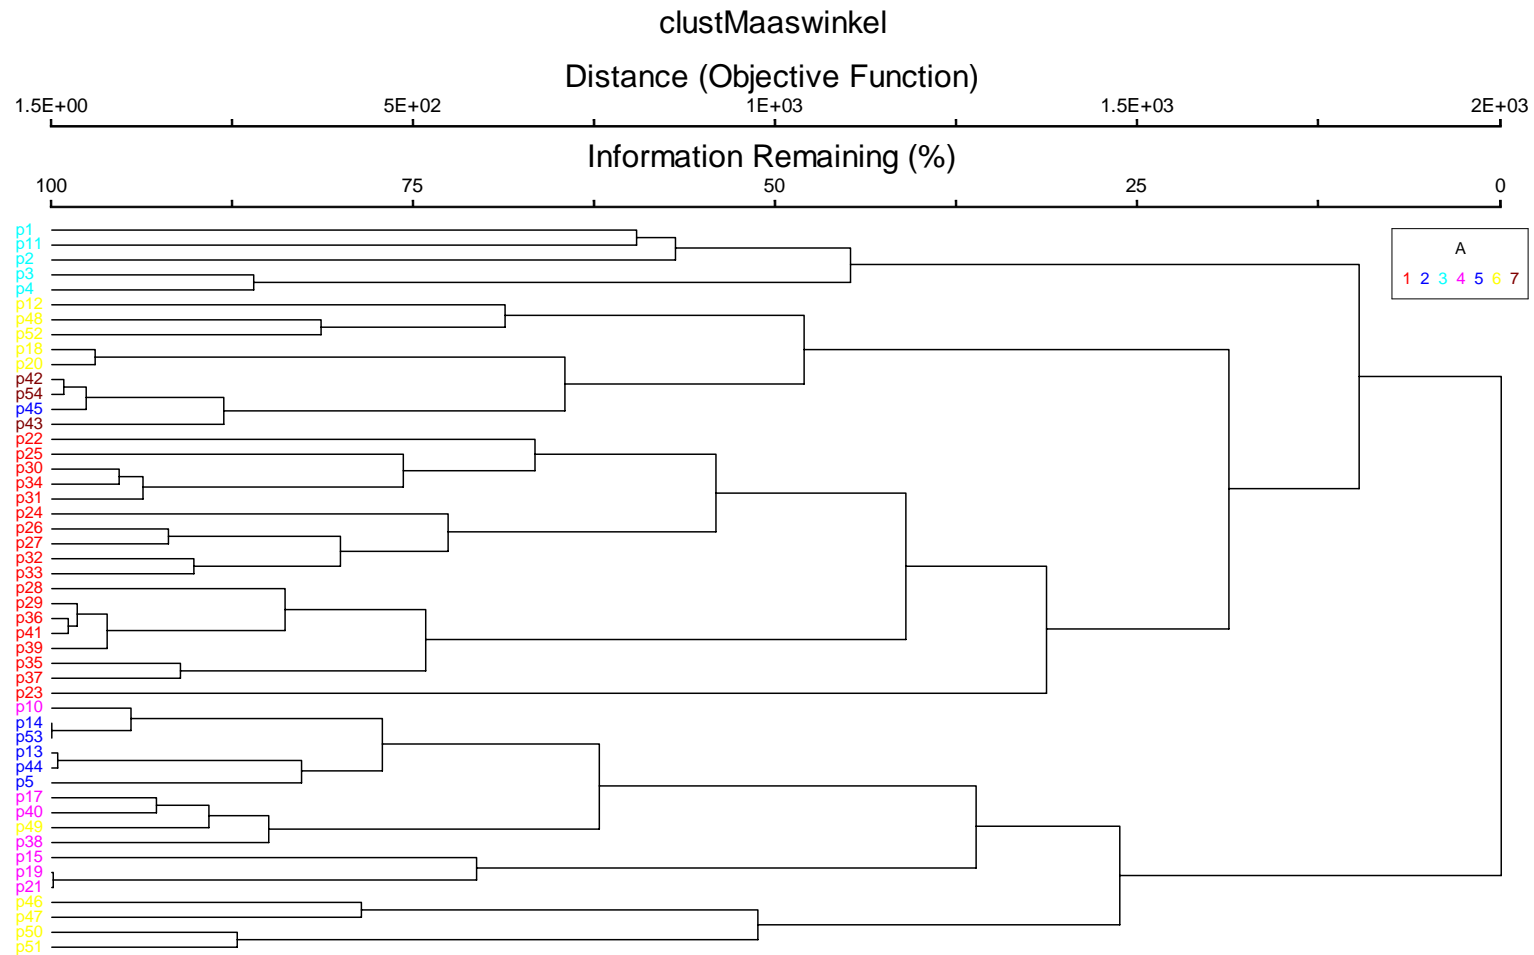 clustMaaswinkel
Distance (Objective Function)
1.5E+00 5E+02 1E+03 1.5E+03 2E+03
Information Remaining (%)
100 75 50 25 0
p1
p11
p2
p3
p4
p12
p48
p52
p18
p20
p42
p54
p45
p43
p22
p25
p30
p34
p31
p24
p26
p27
p32
p33
p28
p29
p36
p41
p39
p35
p37
p23
p10
p14
p53
p13
p44
p5
p17
p40
p49
p38
p15
p19
p21
p46
p47
p50
p51
A
1 2 3 4 5 6 7